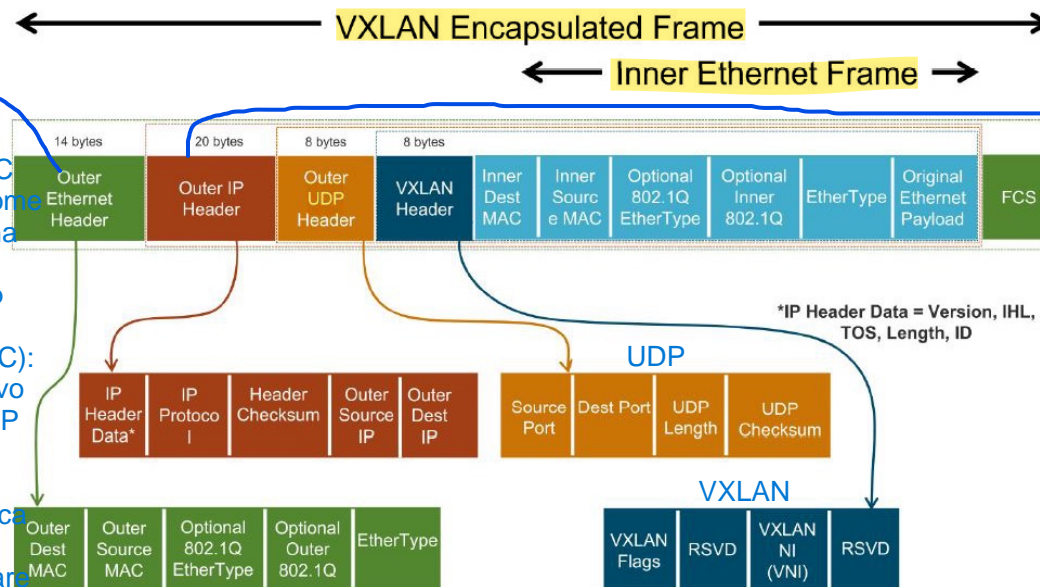 VXLAN Encapsulated Frame
Inner Ethernet Frame
14 bytes
20 bytes
8 bytes
8 bytes
Outer
Ethernet
Header
Outer IP
Header
Outer
UDP
Header
VXLAN
Header
Inner
Dest
MAC
Inner
Sourc
e MAC
Optional
802.1Q
EtherType
Optional
Inner
802.1Q
EtherType
Original
Ethernet
Payload
FCS
*IP Header Data = Version, IHL,
TOS, Length, ID
UDP
IP
Header
Data*
IP
Protoco
l
Header
Checksum
Outer
Source
IP
Outer
Dest
IP
Source
Port
Dest Port
UDP
Length
UDP
Checksum
VXLAN
Outer
Dest
MAC
Outer
Source
MAC
Optional
802.1Q
EtherType
Optional
Outer
802.1Q
EtherType
VXLAN
Flags
RSVD
VXLAN
NI
(VNI)
RSVD